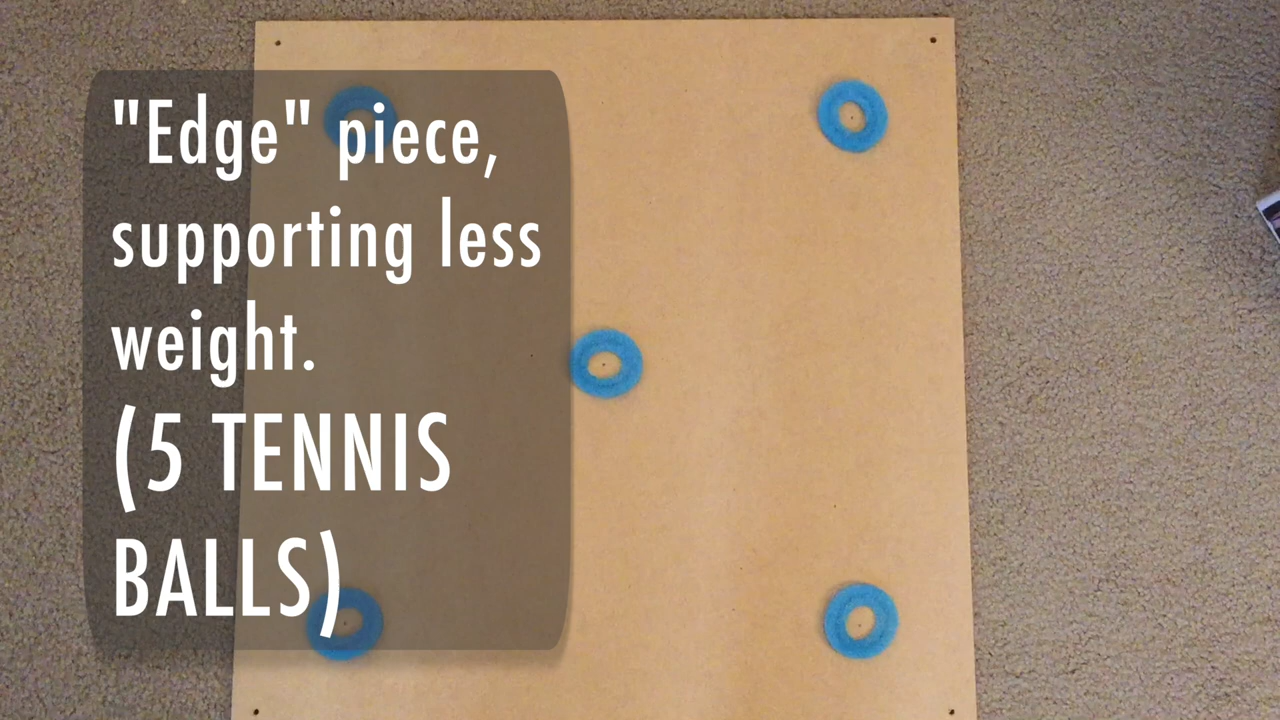 "Edge" piece,
supporting less
weight.
(5 TENNIS
BALLS)